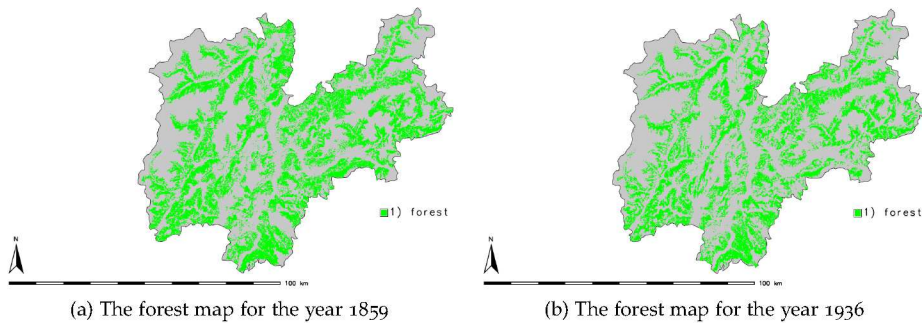 1) forest
1) forest
N
100 km
N
100 km
(a) The forest map for the year 1859
(b) The forest map for the year 1936